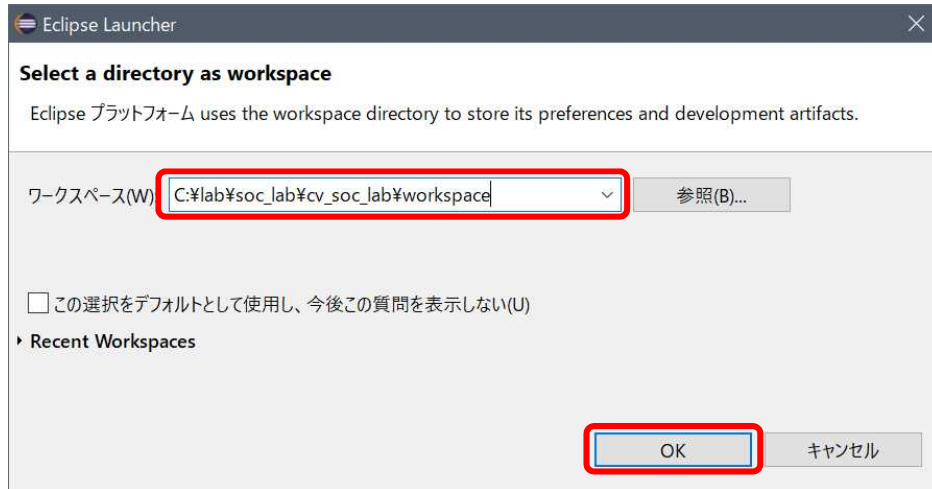 Eclipse Launcher
Select a directory as workspace
Eclipse プラットフォーム uses the workspace directory to store its preferences and development artifacts.
ワークスペース(W): C:¥lab¥soc_lab¥cv_soc_lab¥workspace 参照(B)...
この選択をデフォルトとして使用し、今後この質問を表示しない(U)
Recent Workspaces
OK キャンセル